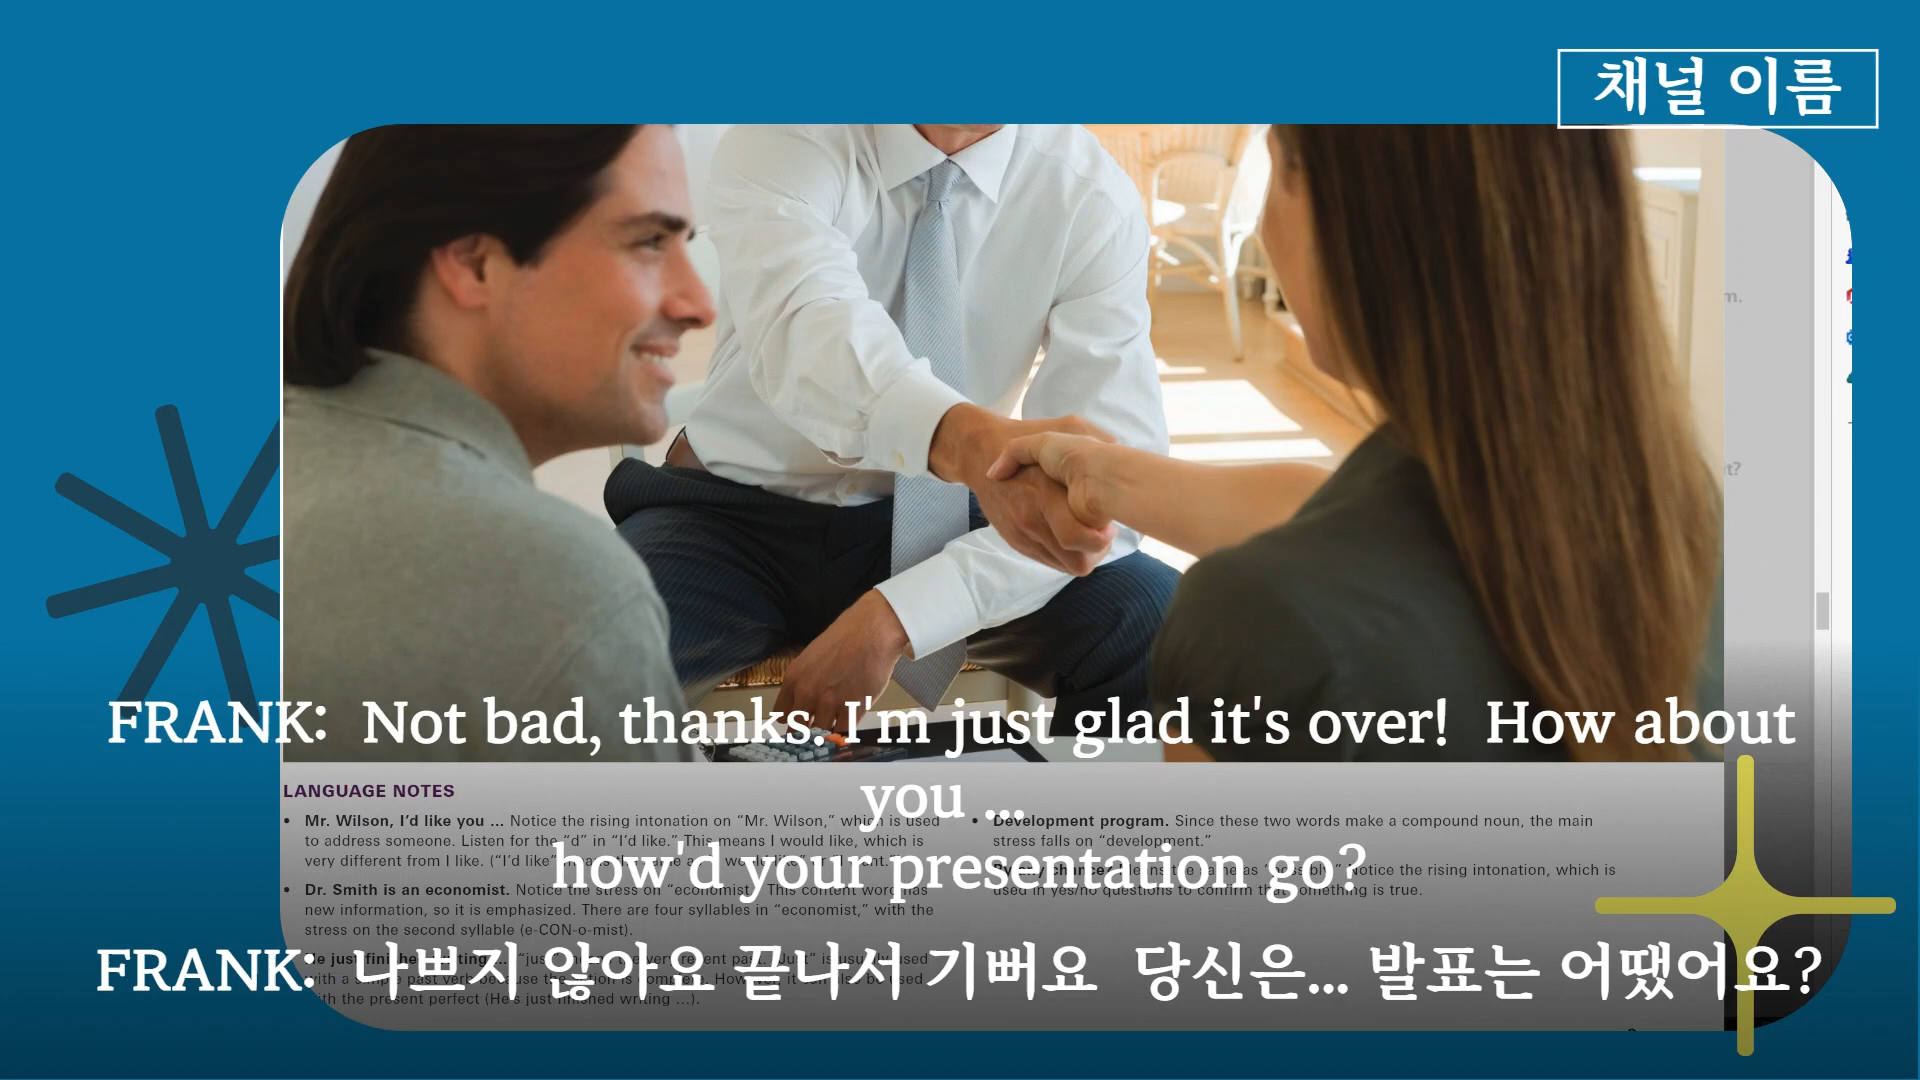 채널 이름
m.
it?
FRANK: Not bad, thanks. I'm just glad it's over! How about
you ...
how'd your presentation go?
FRANK: 나쁘지 않아요 끝나서 기뻐요 당신은... 발표는 어땠어요?
LANGUAGE NOTES
• Mr. Wilson, I’d like you ... Notice the rising intonation on “Mr. Wilson,” which is used
to address someone. Listen for the “d” in “I’d like.” This means I would like, which is
very different from I like. (“I’d like”
• Dr. Smith is an economist. Notice the stress on “economist.” This content word has
new information, so it is emphasized. There are four syllables in “economist,” with the
stress on the second syllable (e-CON-o-mist).
with the present perfect (He’s just finished writing ...).
• Development program. Since these two words make a compound noun, the main
stress falls on “development.”
Notice the rising intonation, which is
used in yes/no questions to confirm that something is true.